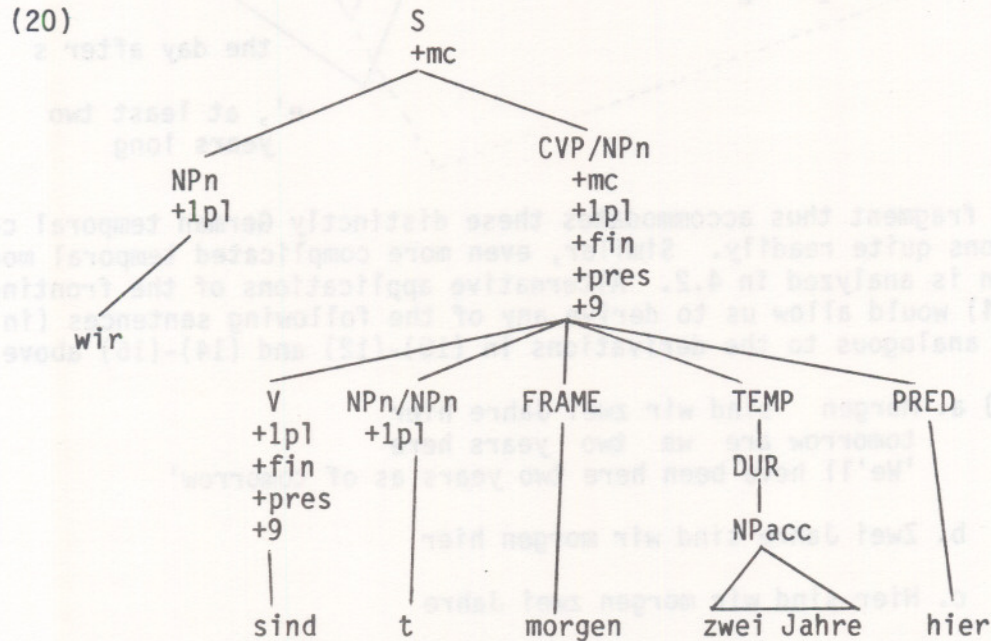 (20)
S
+mc
CVP/NPn
NPn
+mc
+1pl
+1pl
+fin
+pres
+9
wir
V NPn/NPn FRAME TEMP PRED
+1pl +1pl
+fin
DUR
+pres
+9
NPacc
sind t morgen zwei Jahre hier